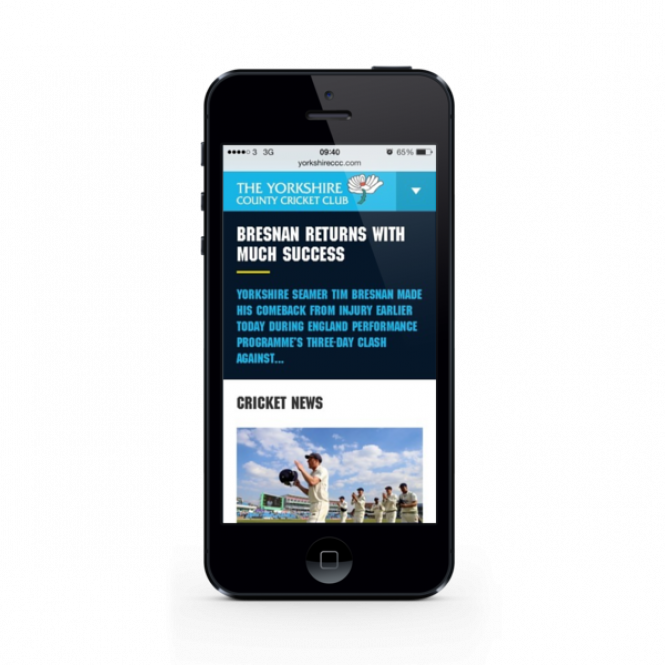 3 3G 09:40 65%
yorkshireccc.com
THE YORKSHIRE
COUNTY CRICKET CLUB
BRESNAN RETURNS WITH
MUCH SUCCESS
YORKSHIRE SEAMER TIM BRESNAN MADE
HIS COMEBACK FROM INJURY EARLIER
TODAY DURING ENGLAND PERFORMANCE
PROGRAMME'S THREE-DAY CLASH
AGAINST...
CRICKET NEWS